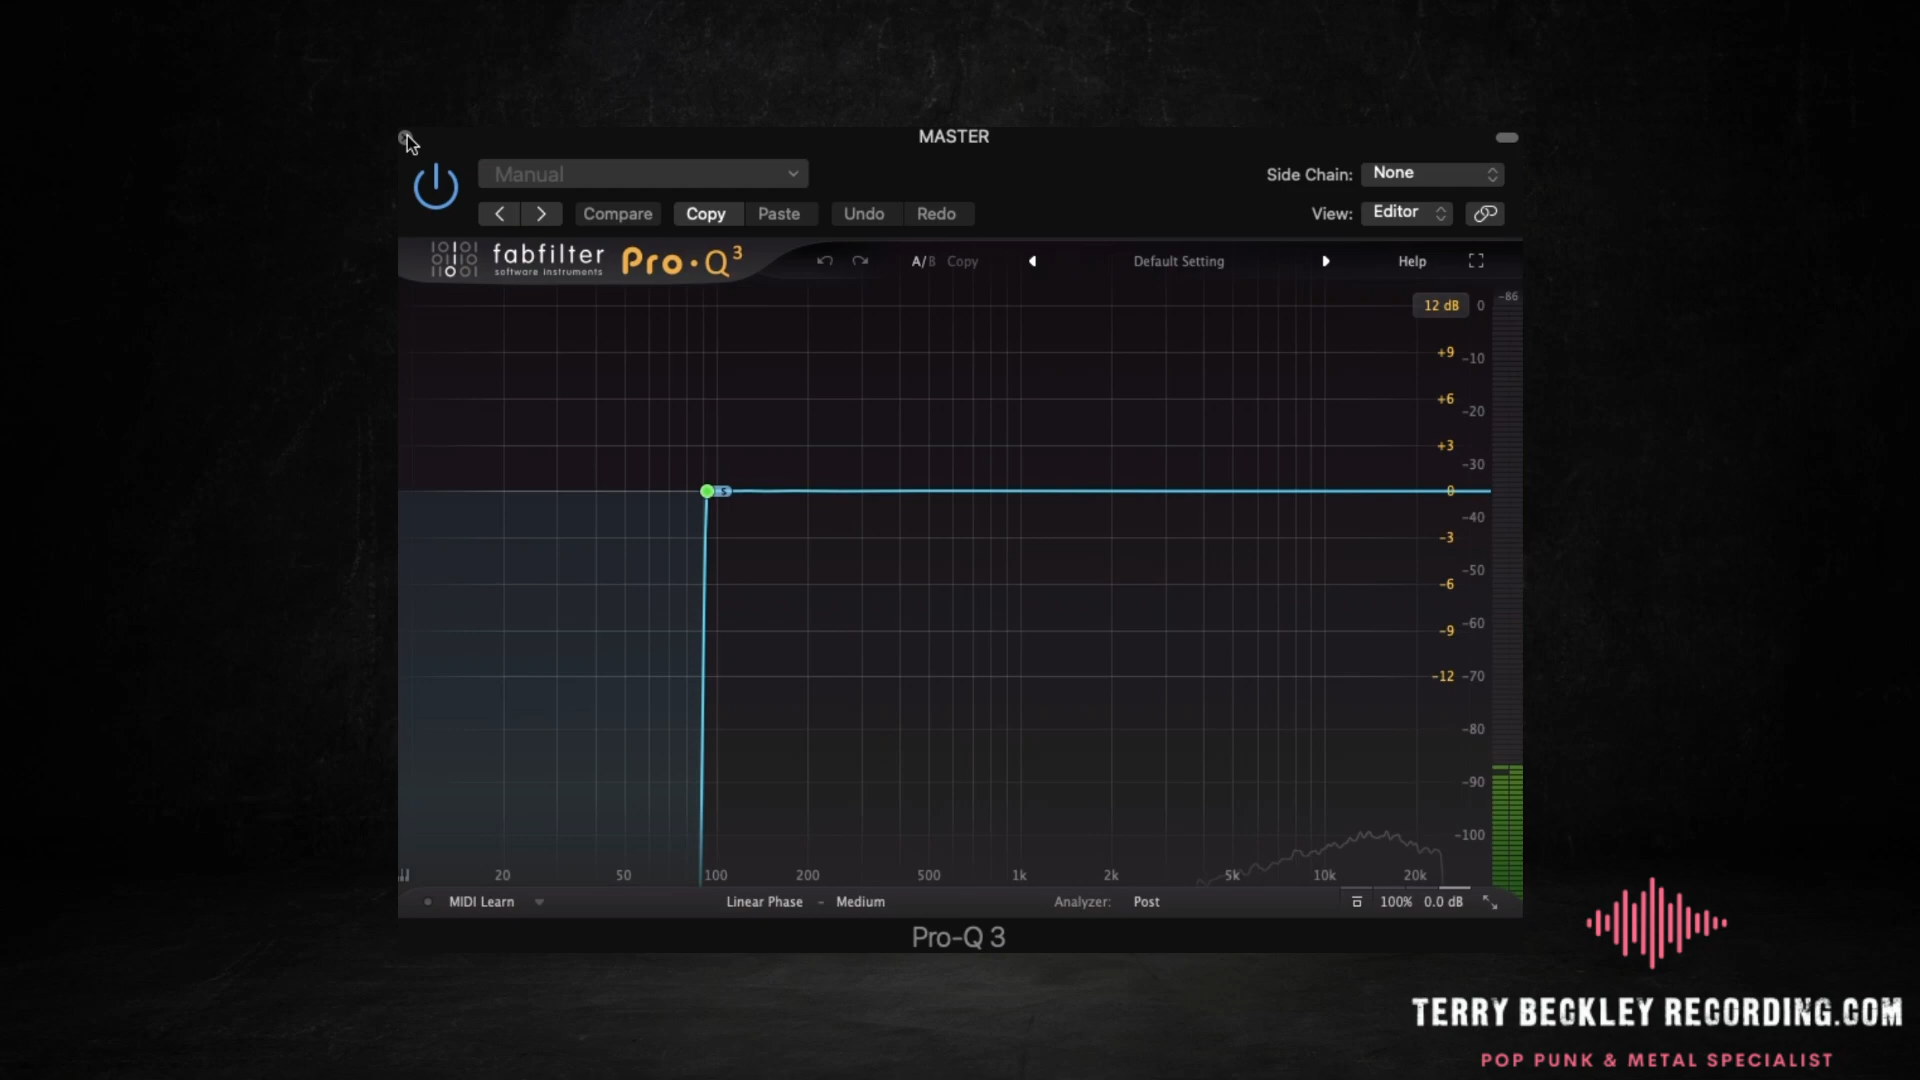 MASTER
Manual
Side Chain: None
Compare Copy Paste Undo Redo
View: Editor
fabfilter
software instruments
Pro·Q3
A/B Copy
Default Setting
Help
12 dB 0 -86
+9 -10
+6 -20
+3 -30
0 -40
-3 -50
-6 -60
-9
-12 -70
-80
-90
-100
S
20 50 100 200 500 1k 2k 5k 10k 20k
MIDI Learn
Linear Phase - Medium
Analyzer: Post
100% 0.0 dB
Pro-Q 3
TERRY BECKLEY RECORDING.COM
POP PUNK & METAL SPECIALIST